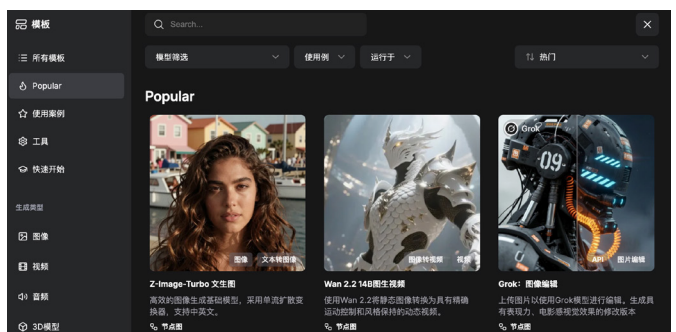 模板
Search...
模型筛选
使用例
运行于
热门
所有模板
Popular
使用案例
工具
快速开始
生成类型
图像
视频
音频
3D模型
Popular
图像
文本转图像
Z-Image-Turbo 文生图
高效的图像生成基础模型，采用单流扩散变
换器，支持中英文。
节点图
图像转视频
视频
Wan 2.2 14B图生视频
使用Wan 2.2将静态图像转换为具有精确
运动控制和风格保持的动态视频。
节点图
Grok
-09-
API
图片编辑
Grok：图像编辑
上传图片以使用Grok模型进行编辑，生成具
有表现力、电影感视觉效果的修改版本
节点图